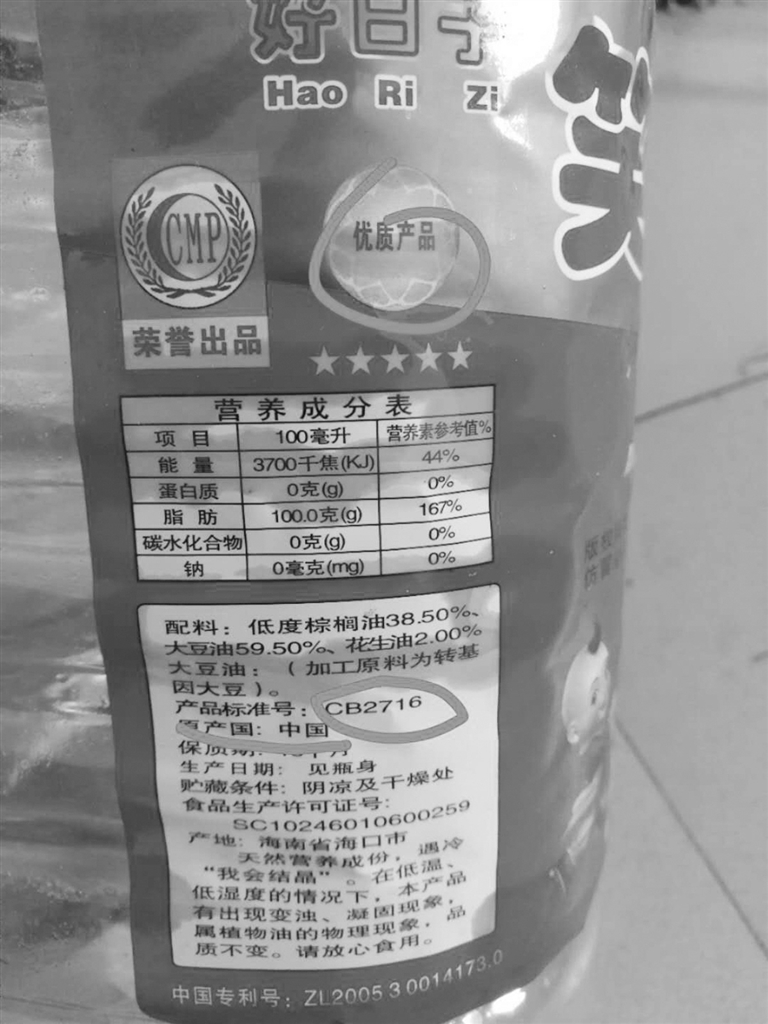 好日子
Hao Ri Zi
CMP
荣誉出品
优质产品
营养成分表
项目 100毫升 营养素参考值%
能量 3700千焦(KJ) 44%
蛋白质 0克(g) 0%
脂肪 100.0克(g) 167%
碳水化合物 0克(g) 0%
钠 0毫克(mg) 0%
配料：低度棕榈油38.50%、
大豆油59.50%、花生油2.00%
大豆油：（加工原料为转基
因大豆）。
产品标准号：CB2716
原产国：中国
保质期：
生产日期：见瓶身
贮藏条件：阴凉及干燥处
食品生产许可证号：
SC10246010600259
产地：海南省海口市
天然营养成份，遇冷
“我会结晶”。在低温、
低湿度的情况下，本产品
有出现变浊、凝固现象，
属植物油的物理现象，品
质不变。请放心食用。
中国专利号：ZL2005 3 0014173.0
版权
仿